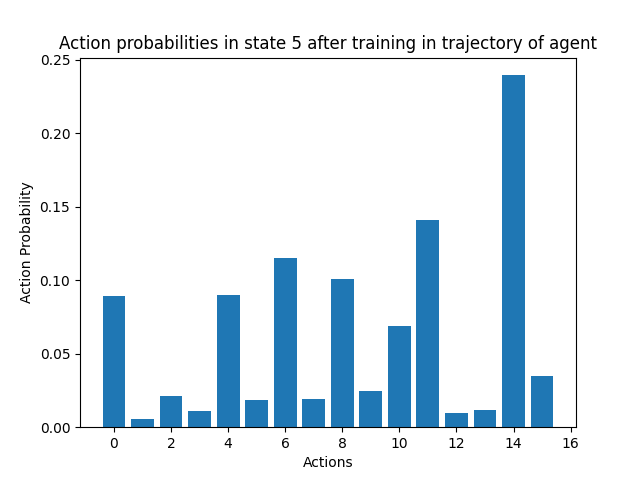 Action probabilities in state 5 after training in trajectory of agent
0.25
0.20
0.15
0.10
0.05
0.00
Action Probability
0 2 4 6 8 10 12 14 16
Actions